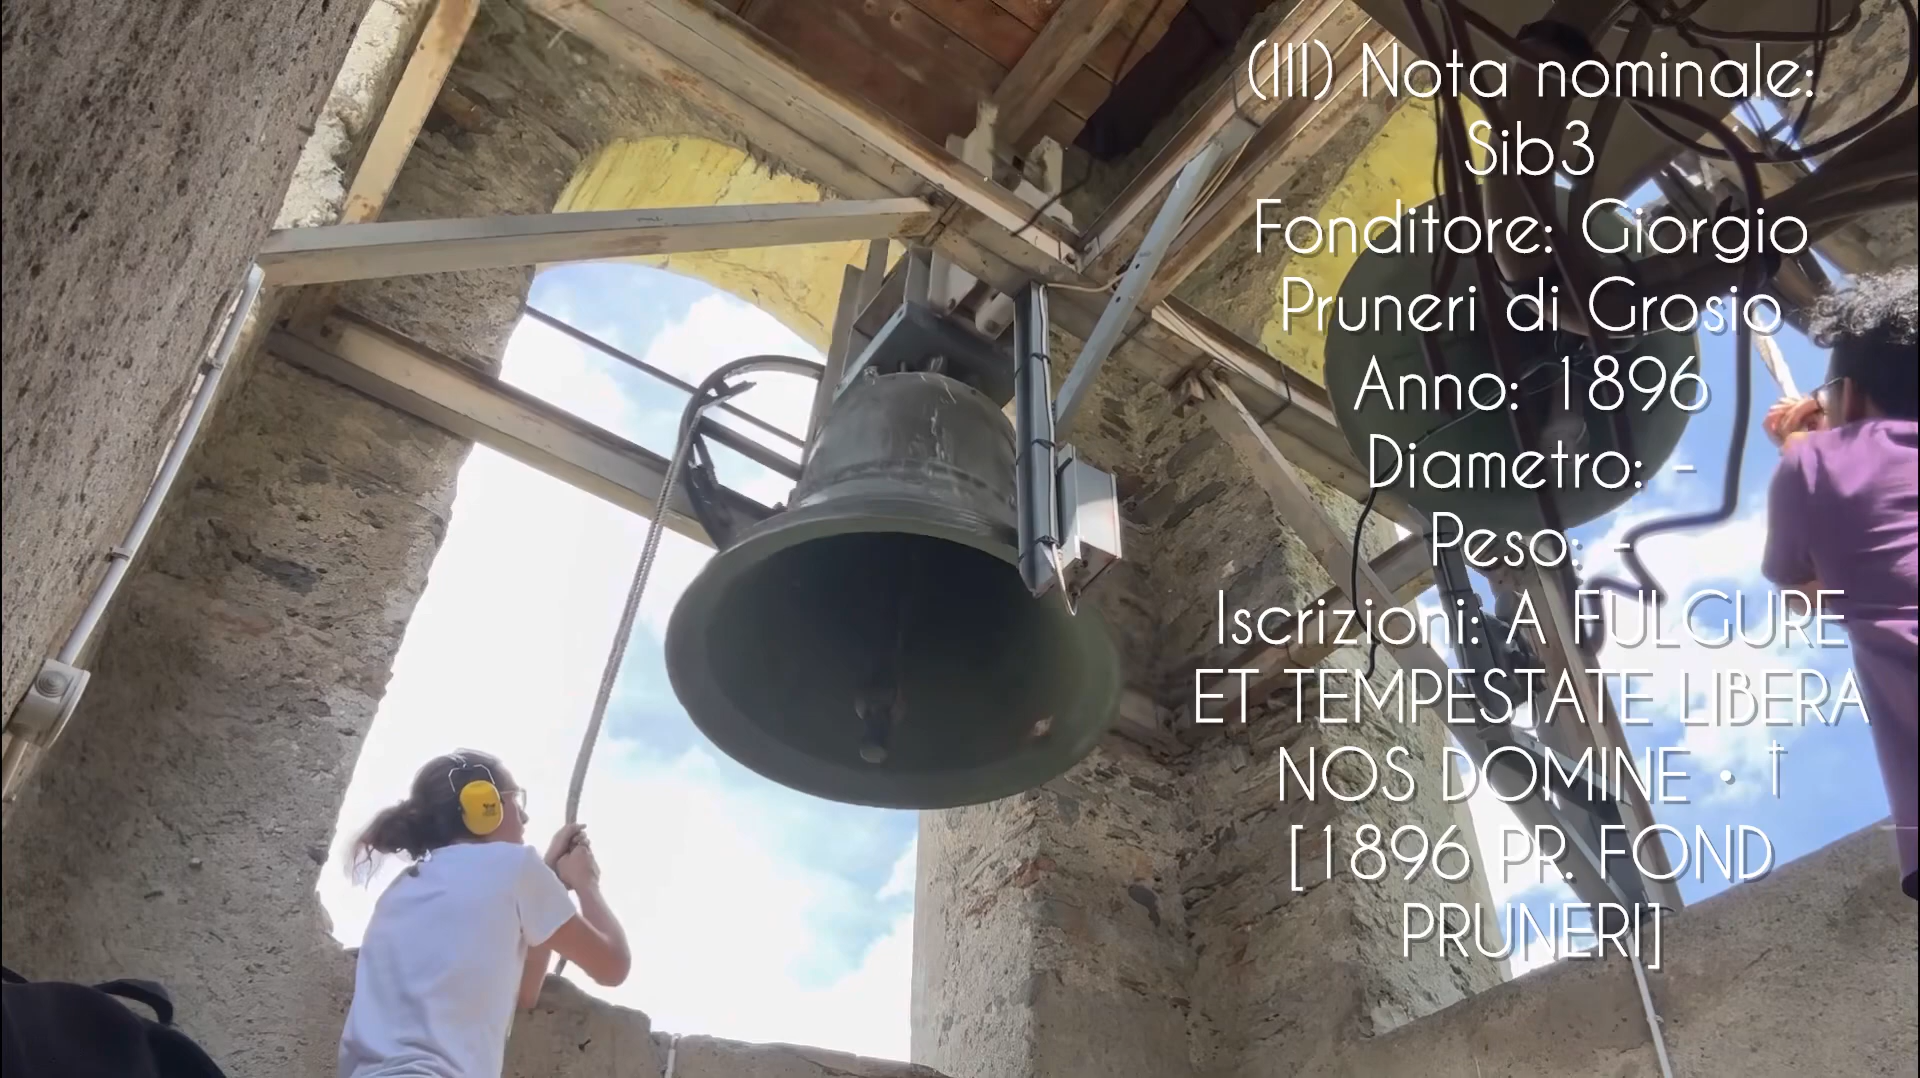 (III) Nota nominale:
Sib3
Fonditore: Giorgio
Pruneri di Grosio
Anno: 1896
Diametro: -
Peso: -
Iscrizioni: A FULGURE
ET TEMPESTATE LIBERA
NOS DOMINE • †
[1896 PR. FOND
PRUNERI]